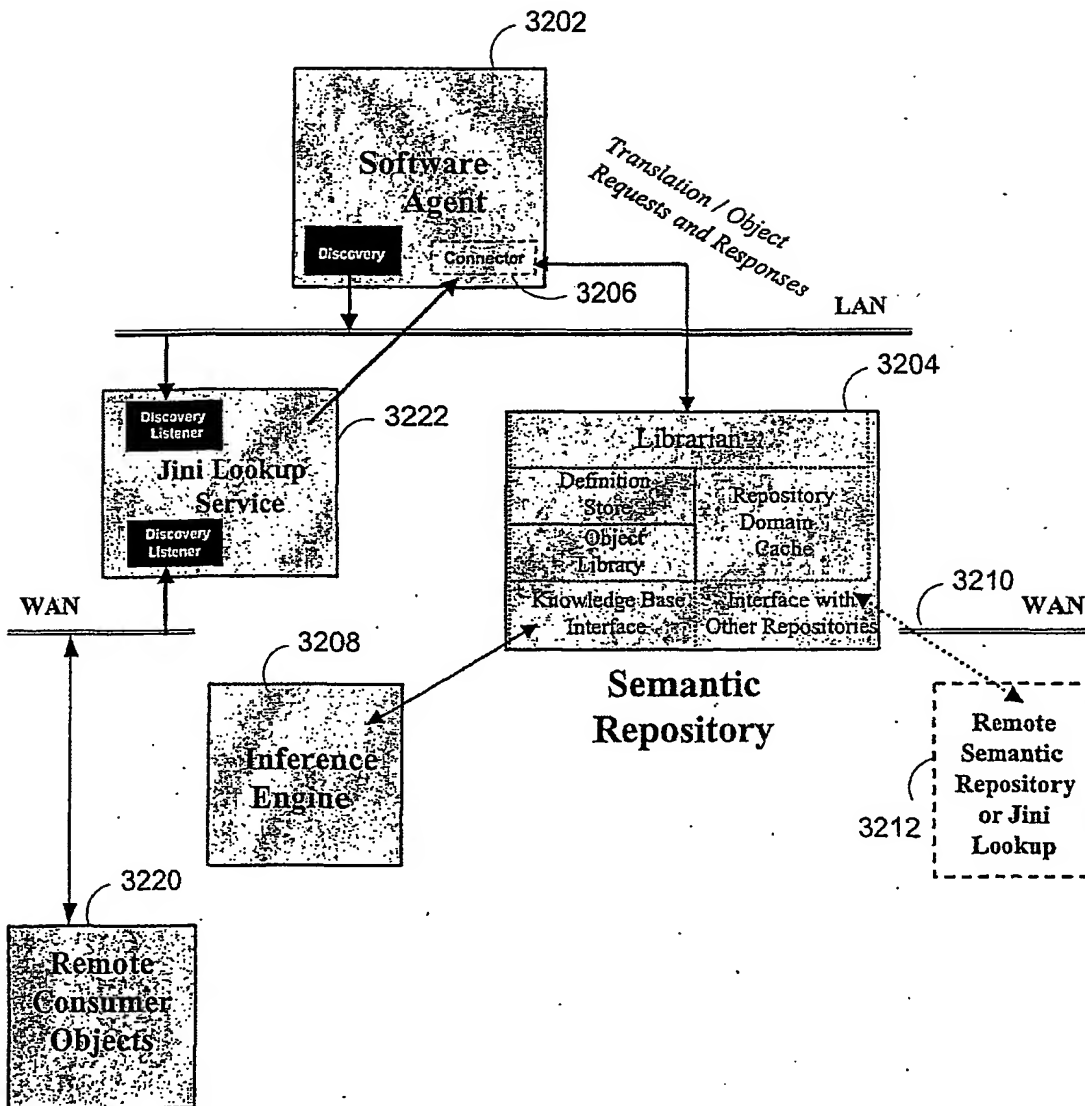 3202
Software
Agent
Discovery
Connector
3206
Translation / Object
Requests and Responses
LAN
3204
Discovery
Listener
3222
Jini Lookup
Service
Discovery
Listener
Librarian
Definition
Store
Repository
Domain
Cache
Object
Library
Knowledge Base
Interface
Interface with
Other Repositories
WAN
3210
WAN
3208
Semantic
Repository
Inference
Engine
Remote
Semantic
Repository
or Jini
Lookup
3212
3220
Remote
Consumer
Objects